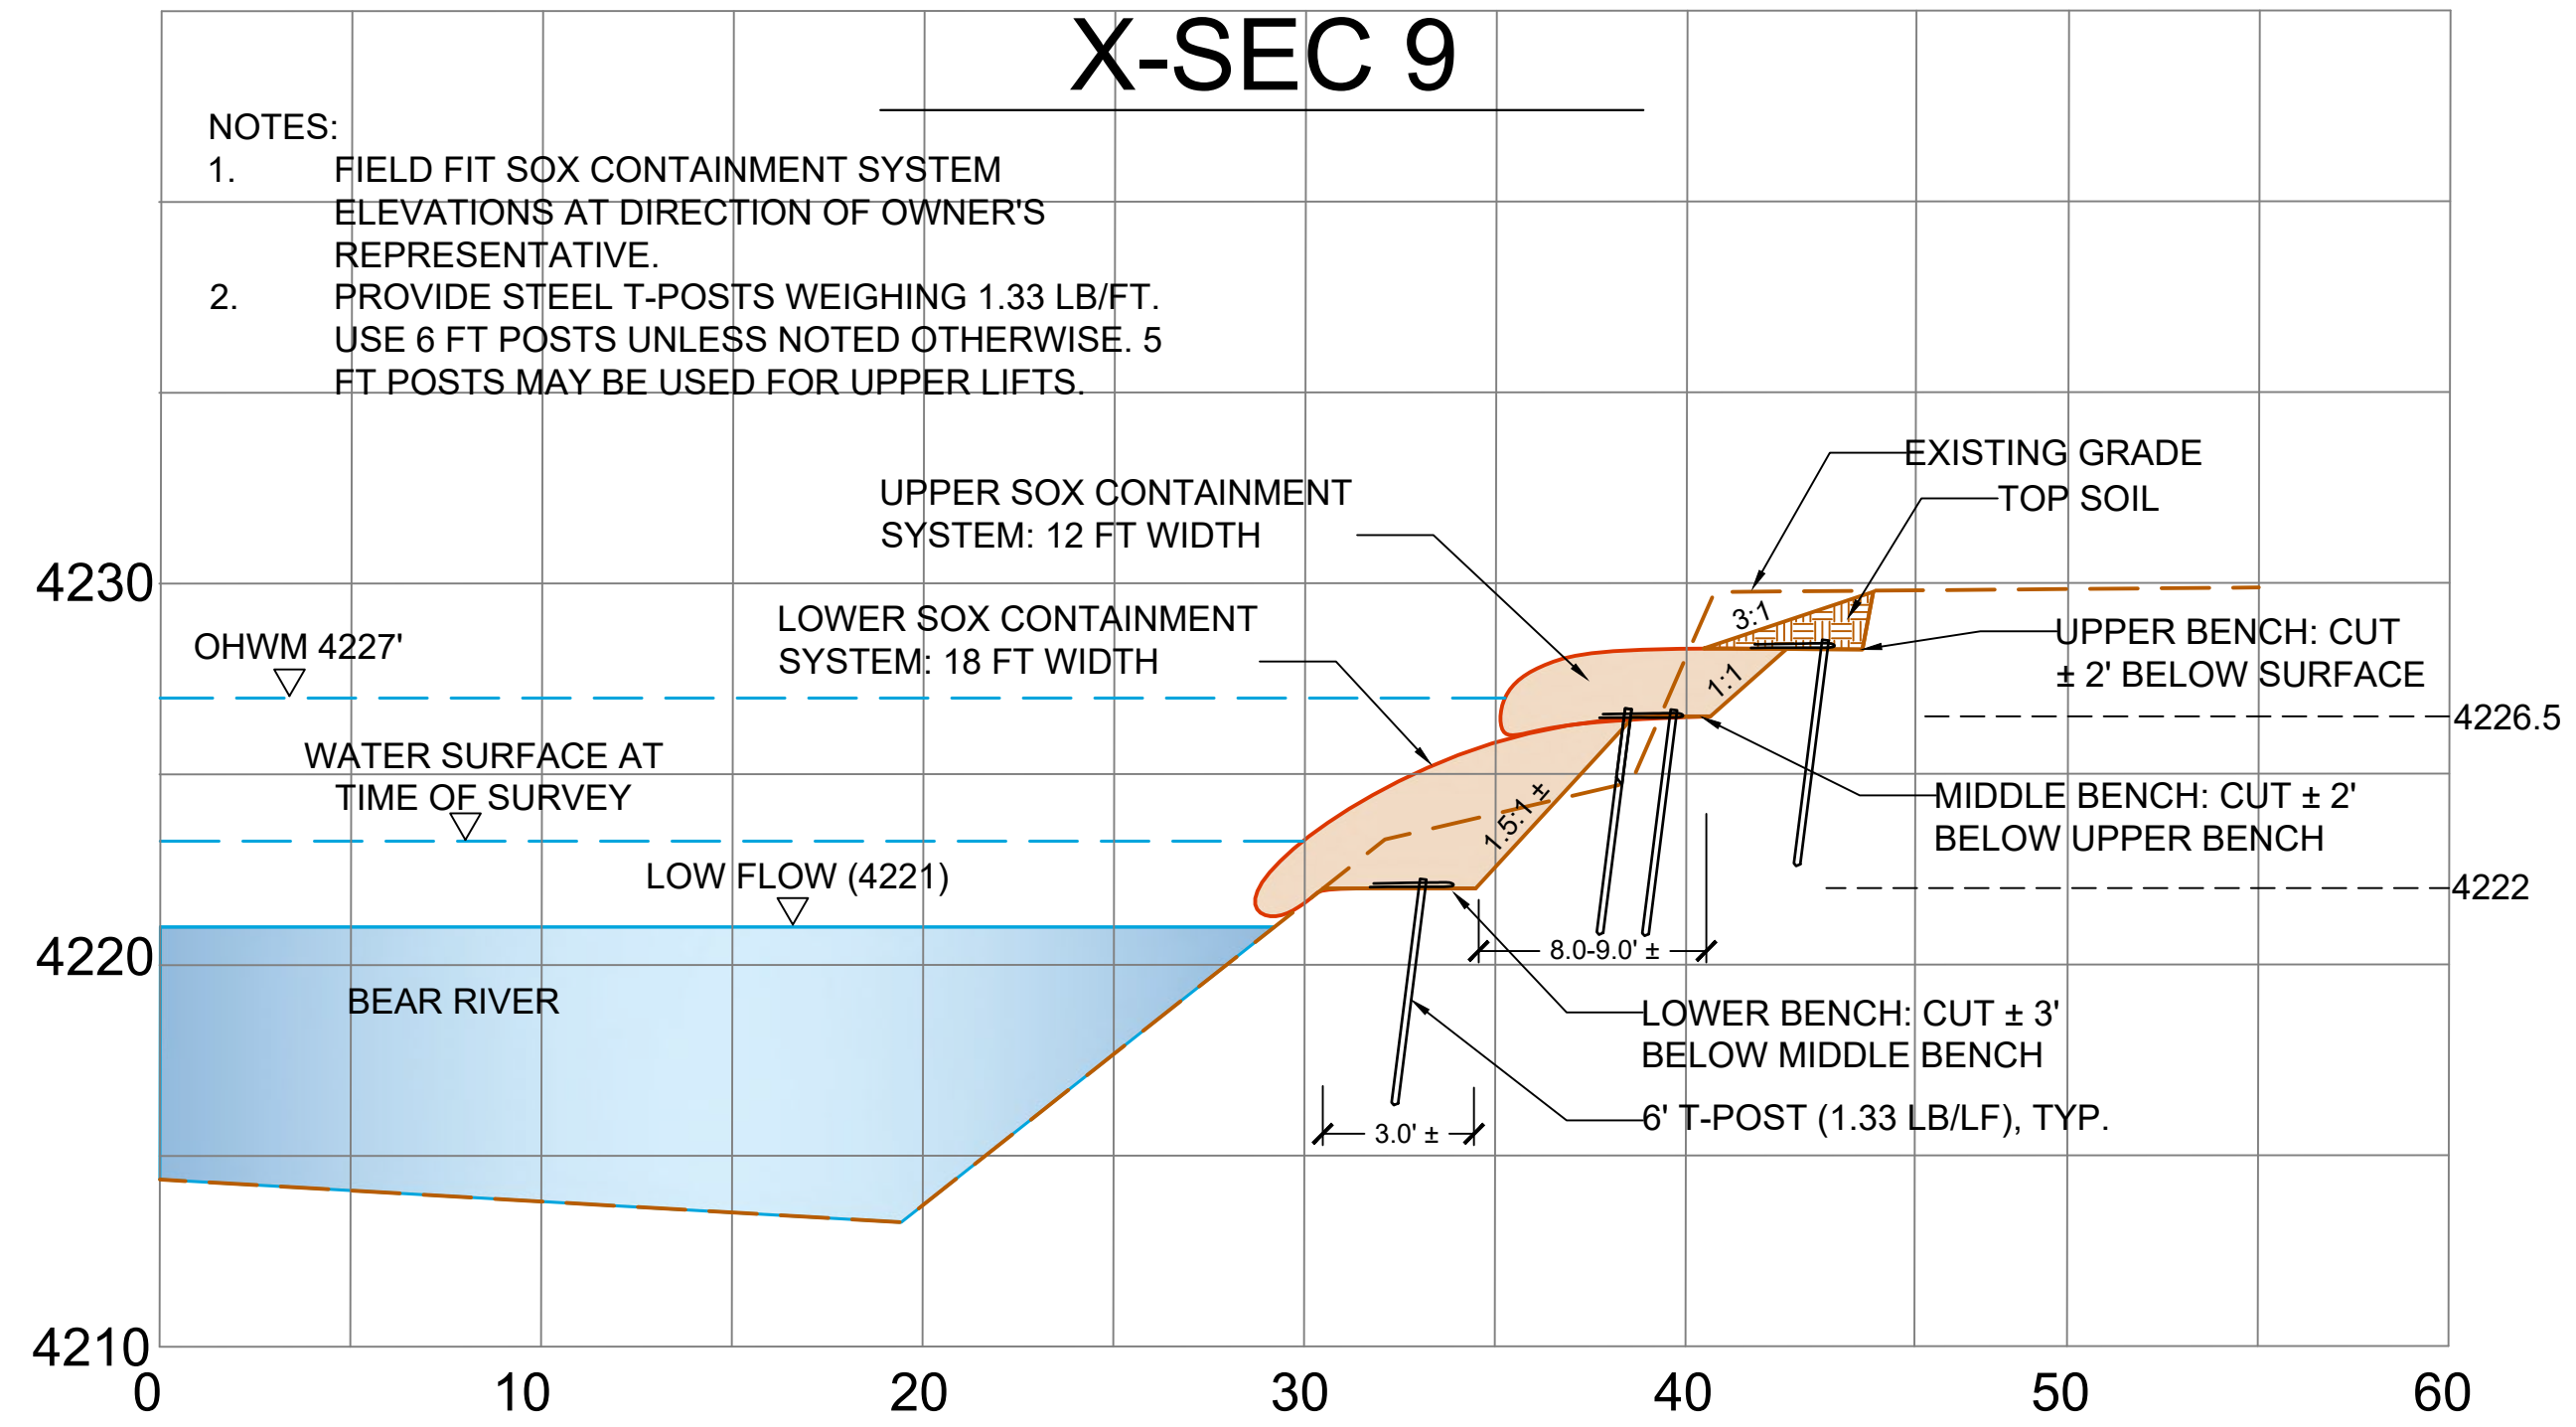 X-SEC 9
NOTES:
1. FIELD FIT SOX CONTAINMENT SYSTEM
ELEVATIONS AT DIRECTION OF OWNER'S
REPRESENTATIVE.
2. PROVIDE STEEL T-POSTS WEIGHING 1.33 LB/FT.
USE 6 FT POSTS UNLESS NOTED OTHERWISE. 5
FT POSTS MAY BE USED FOR UPPER LIFTS.
EXISTING GRADE
TOP SOIL
UPPER SOX CONTAINMENT
SYSTEM: 12 FT WIDTH
4230
LOWER SOX CONTAINMENT
SYSTEM: 18 FT WIDTH
3:1
OHWM 4227'
UPPER BENCH: CUT
± 2' BELOW SURFACE
1:1
4226.5
WATER SURFACE AT
TIME OF SURVEY
1.5:1 ±
MIDDLE BENCH: CUT ± 2'
BELOW UPPER BENCH
LOW FLOW (4221)
4222
4220
8.0-9.0' ±
BEAR RIVER
LOWER BENCH: CUT ± 3'
BELOW MIDDLE BENCH
6' T-POST (1.33 LB/LF), TYP.
3.0' ±
4210
0 10 20 30 40 50 60